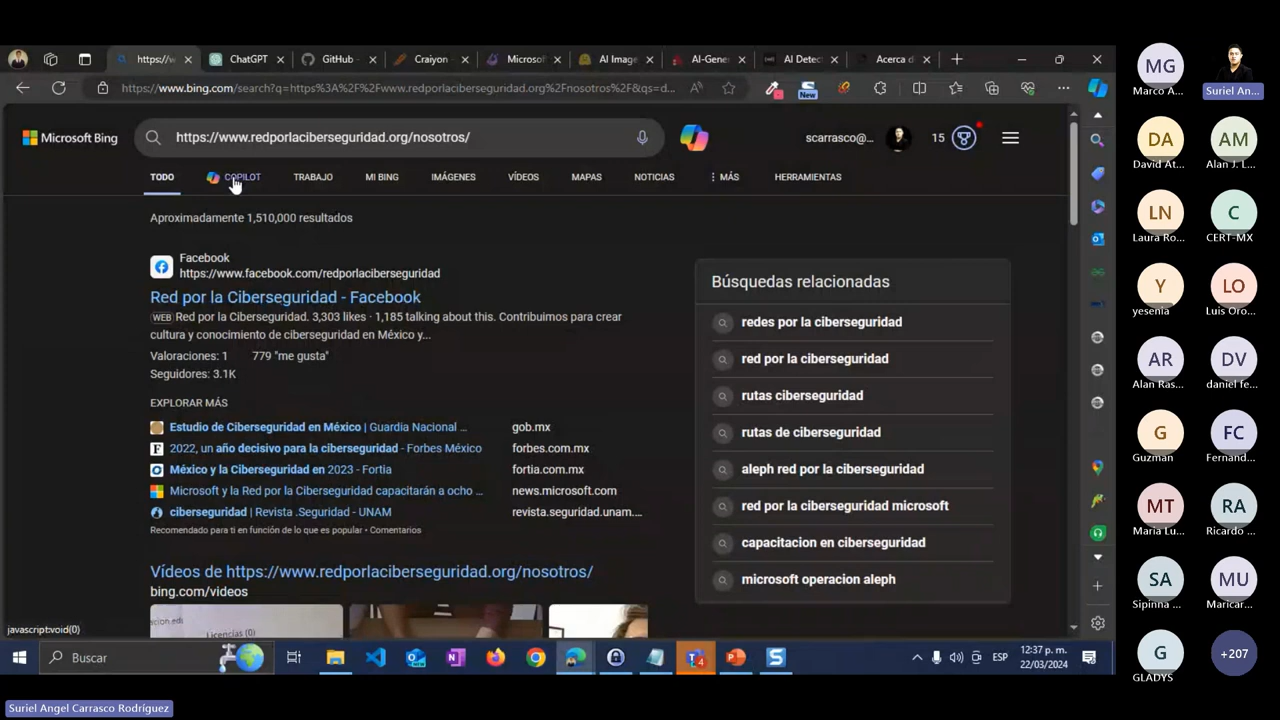 https://w
ChatGPT
GitHub -
Craiyon
Microsof
AI Image
AI-Gener
AI Detec
Acerca d
https://www.bing.com/search?q=https%3A%2F%2Fwww.redporlaciberseguridad.org%2Fnosotros%2F&qs=d...
New
Microsoft Bing
https://www.redporlaciberseguridad.org/nosotros/
scarrasco@...
15
TODO
COPILOT
TRABAJO
MI BING
IMÁGENES
VÍDEOS
MAPAS
NOTICIAS
MÁS
HERRAMIENTAS
Aproximadamente 1,510,000 resultados
Facebook
https://www.facebook.com/redporlaciberseguridad
Red por la Ciberseguridad - Facebook
WEB Red por la Ciberseguridad. 3,303 likes · 1,185 talking about this. Contribuimos para crear
cultura y conocimiento de ciberseguridad en México y...
Valoraciones: 1 779 "me gusta"
Seguidores: 3.1K
EXPLORAR MÁS
Estudio de Ciberseguridad en México | Guardia Nacional ... gob.mx
2022, un año decisivo para la ciberseguridad - Forbes México forbes.com.mx
México y la Ciberseguridad en 2023 - Fortia fortia.com.mx
Microsoft y la Red por la Ciberseguridad capacitarán a ocho ... news.microsoft.com
ciberseguridad | Revista .Seguridad - UNAM revista.seguridad.unam....
Recomendado para ti en función de lo que es popular • Comentarios
Vídeos de https://www.redporlaciberseguridad.org/nosotros/
bing.com/videos
Licencias (0)
Búsquedas relacionadas
redes por la ciberseguridad
red por la ciberseguridad
rutas ciberseguridad
rutas de ciberseguridad
aleph red por la ciberseguridad
red por la ciberseguridad microsoft
capacitacion en ciberseguridad
microsoft operacion aleph
javascript:void(0)
Buscar
4
ESP
12:37 p. m.
22/03/2024
Suriel Angel Carrasco Rodríguez
MG
Marco A...
Suriel An...
DA
David At...
AM
Alan J. L...
LN
Laura Ro...
C
CERT-MX
Y
yesenia
LO
Luis Oro...
AR
Alan Ras...
DV
daniel fe...
G
Guzman
FC
Fernand...
MT
Maria Lu...
RA
Ricardo ...
SA
Sipinna ...
MU
Maricar...
G
GLADYS
+207